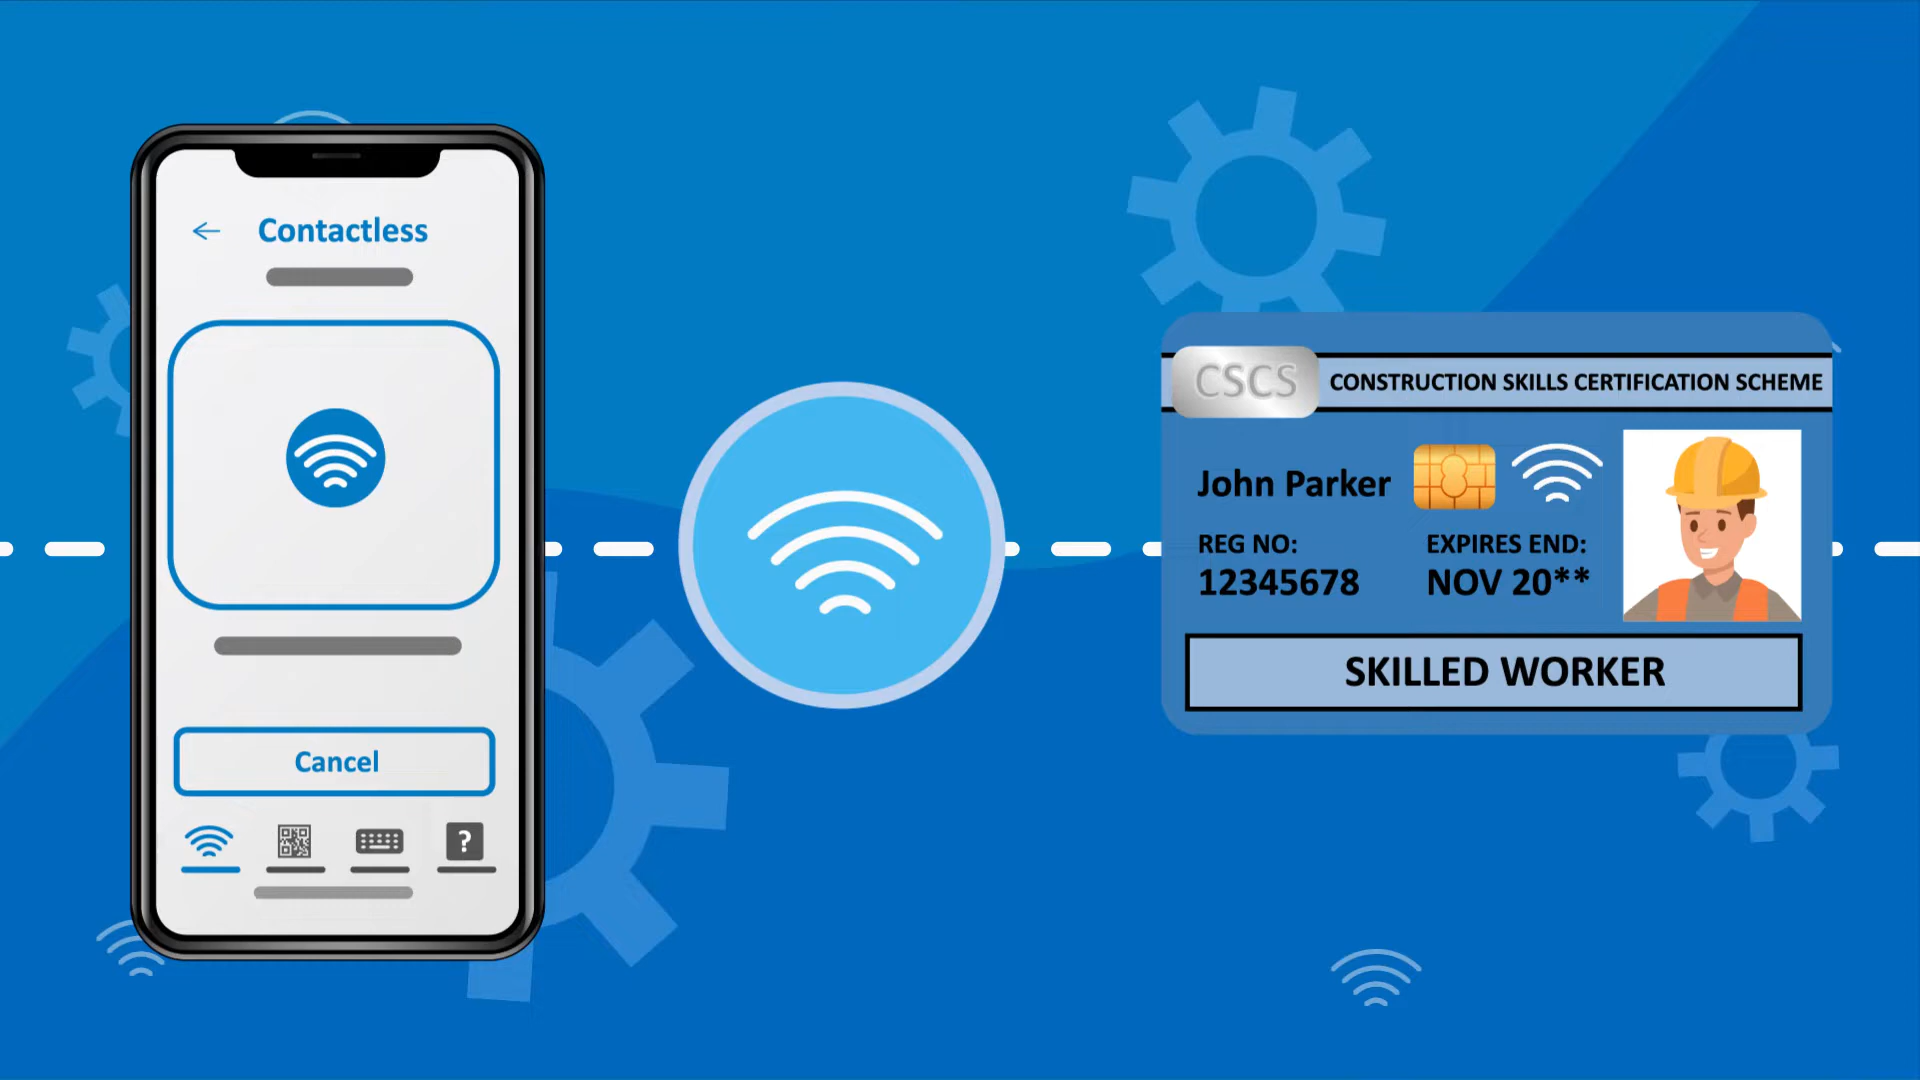 Contactless
Cancel
?
CSCS
CONSTRUCTION SKILLS CERTIFICATION SCHEME
John Parker
REG NO:
12345678
EXPIRES END:
NOV 20**
SKILLED WORKER